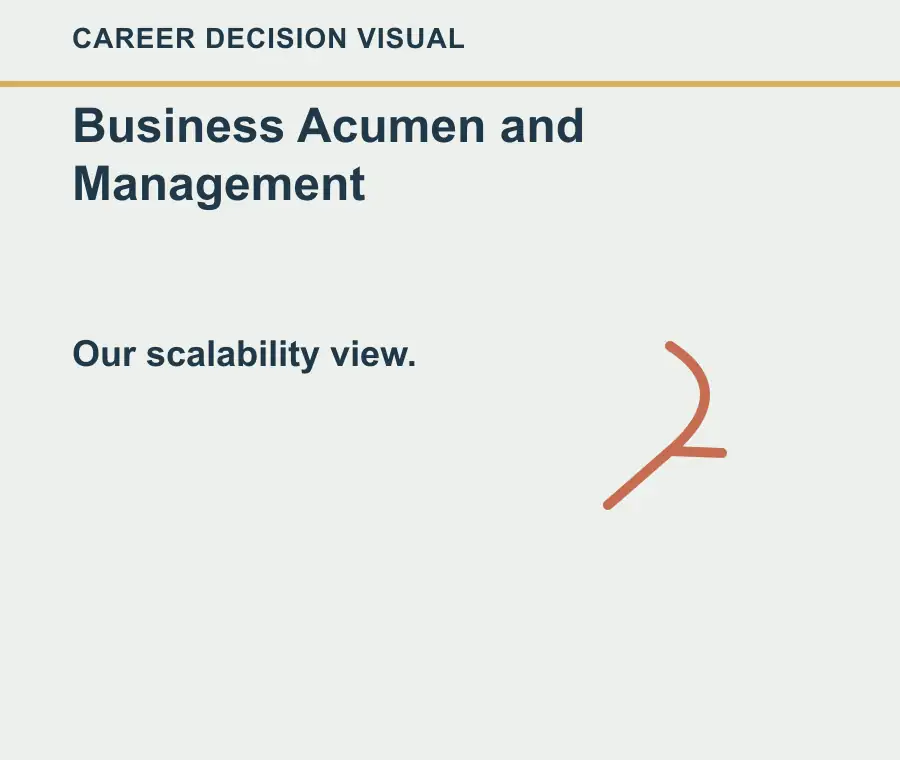 CAREER DECISION VISUAL
Business Acumen and
Management
Our scalability view.